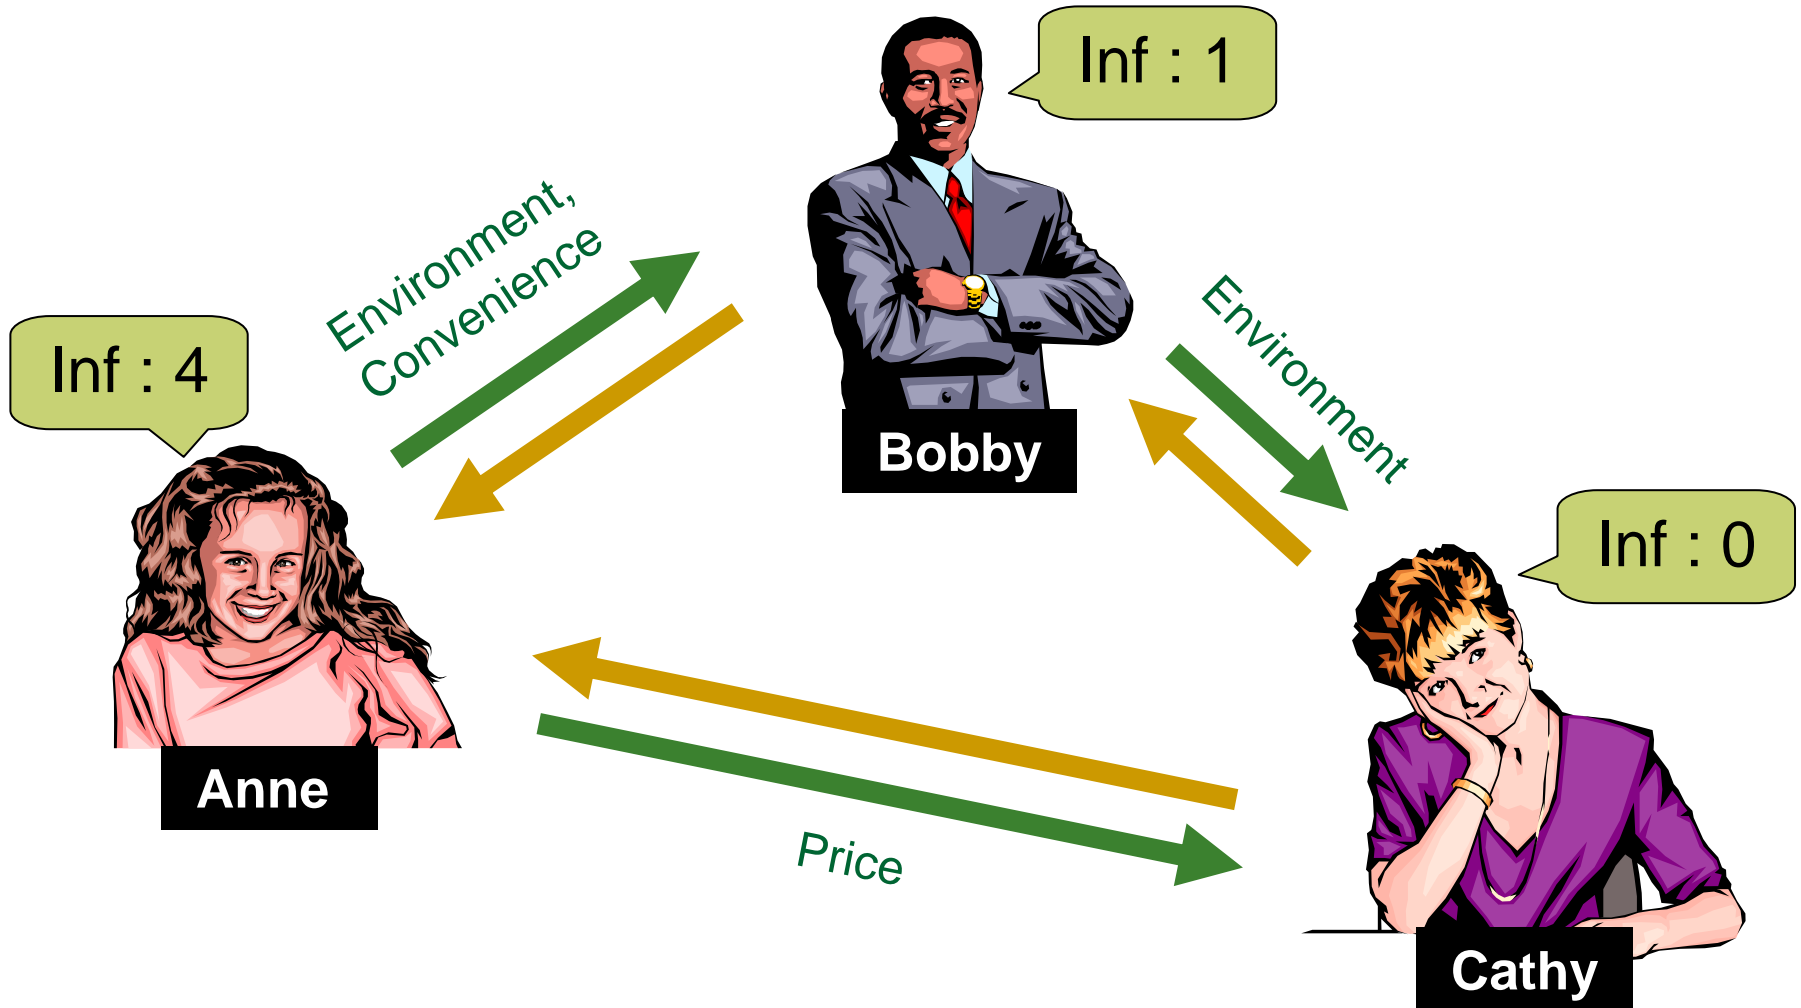 Inf : 1
Environment,
Convenience
Environment
Inf : 4
Bobby
Inf : 0
Anne
Price
Cathy